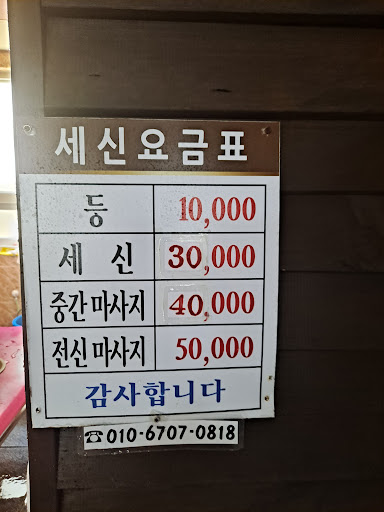 세신요금표
등 10,000
세 신 30,000
중간마사지 40,000
전신마사지 50,000
감사합니다
☎010-6707-0818